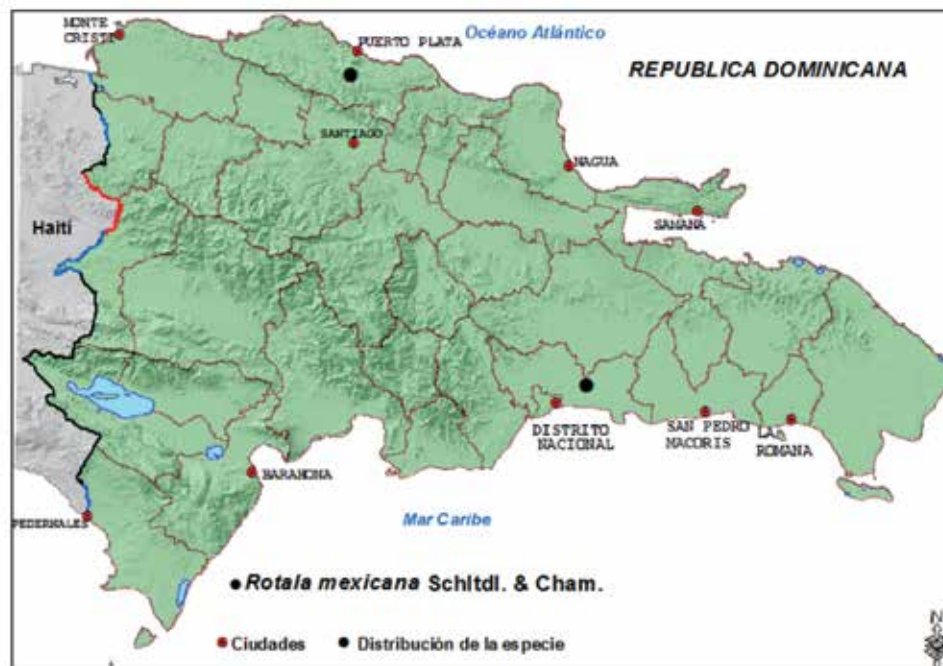 MONTE
CRISTI
PUERTO PLATA
Océano Atlántico
REPUBLICA DOMINICANA
SANTIAGO
NAGUA
SAMANA
Haití
DISTRITO
NACIONAL
SAN PEDRO
MACORIS
LA
ROMANA
BARAHONA
PEDERNALES
Mar Caribe
Rotala mexicana Schltdl. & Cham.
Ciudades
Distribución de la especie
N